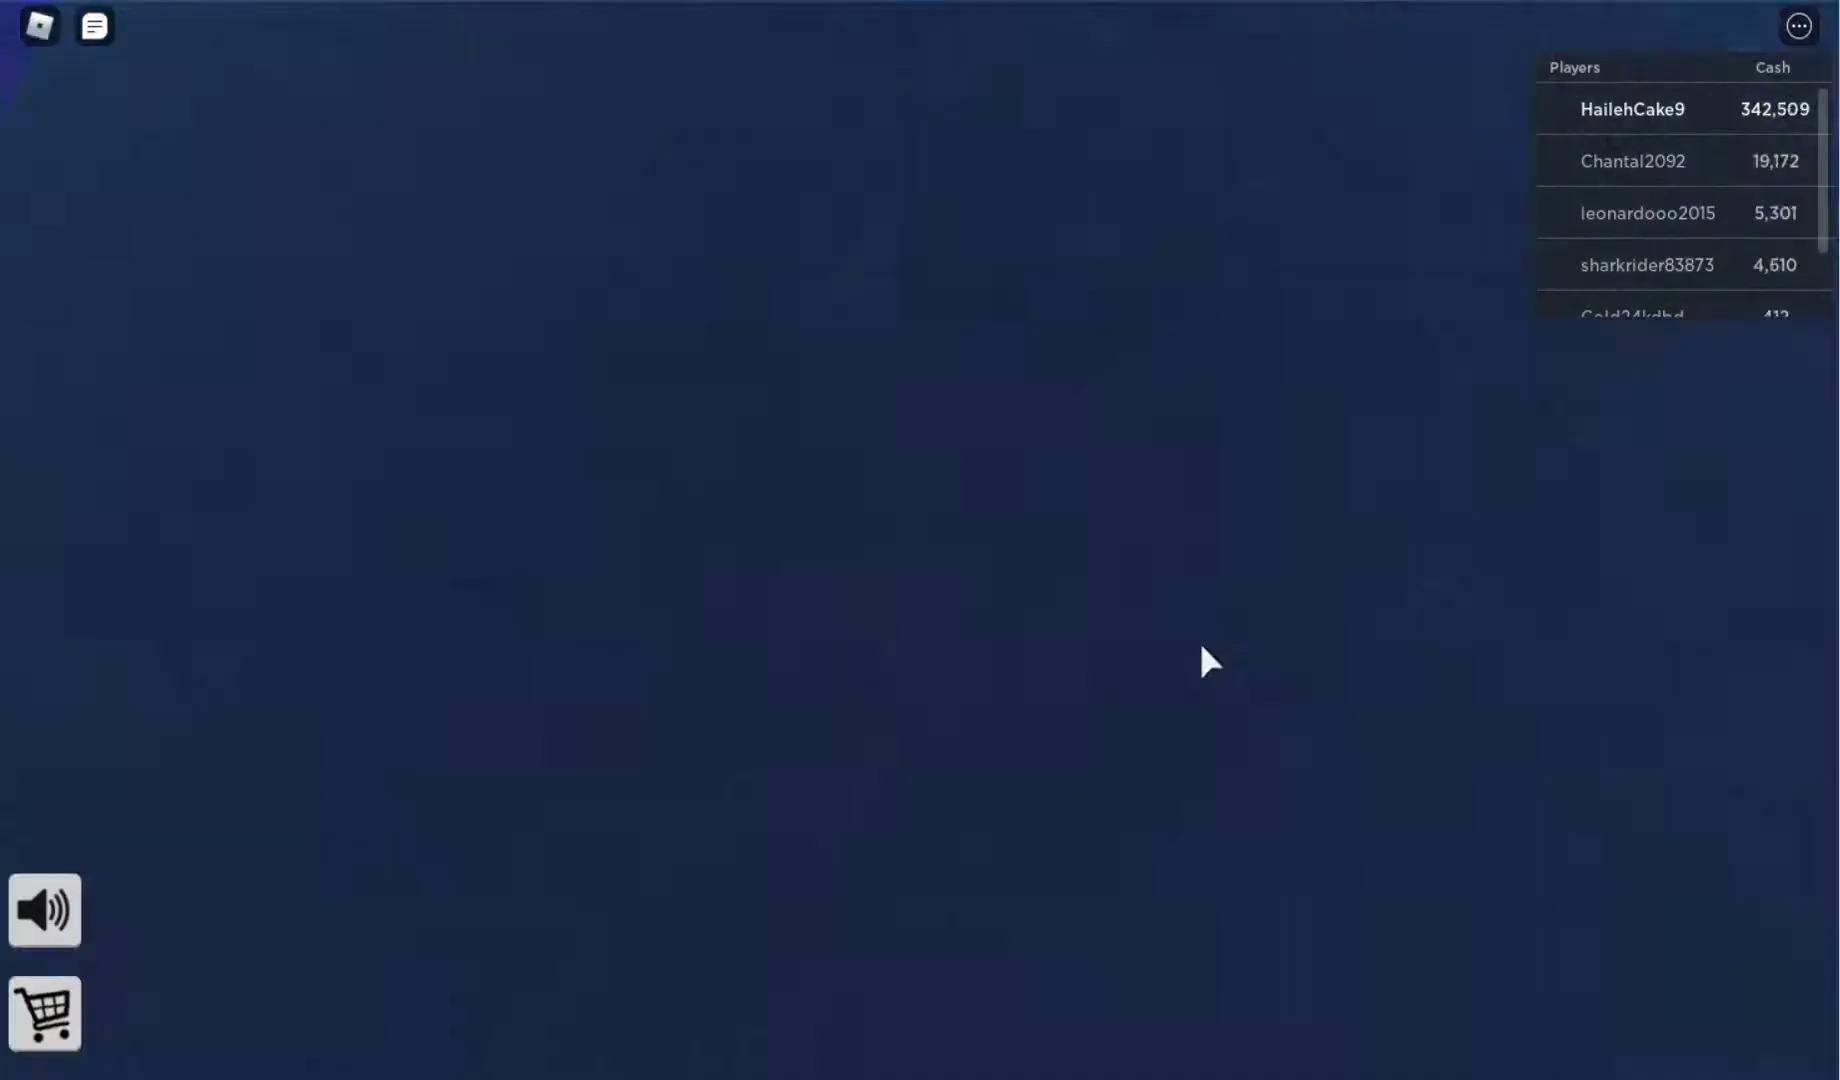 Players Cash
HailehCake9 342,509
Chantal2092 19,172
leonardooo2015 5,301
sharkrider83873 4,610